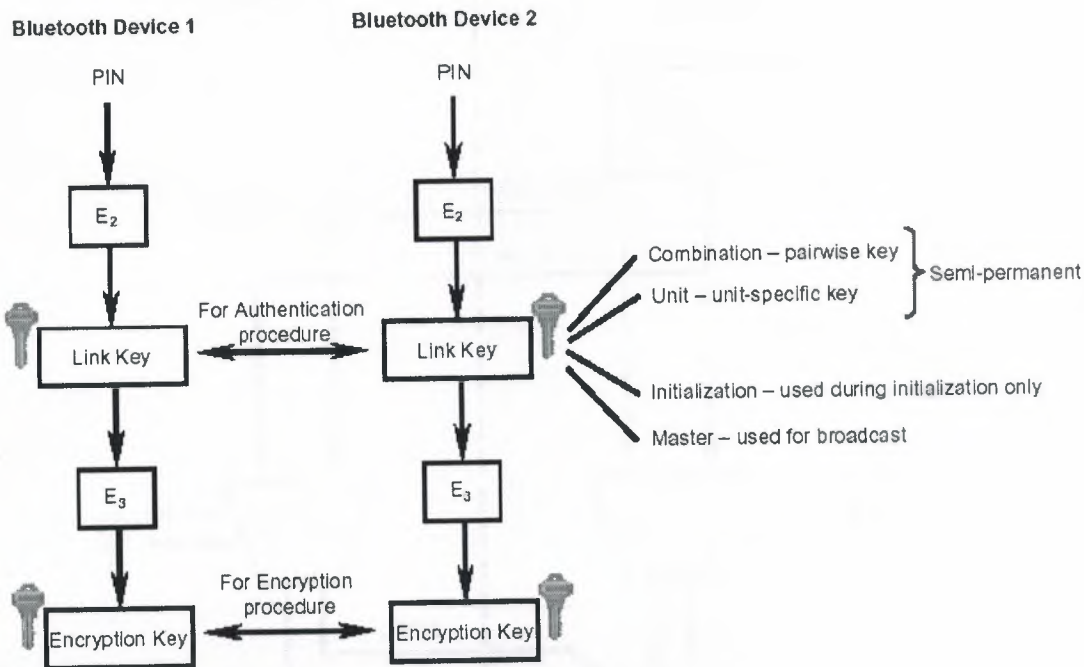 Bluetooth Device 1
Bluetooth Device 2
PIN
PIN
E₂
E₂
Combination – pairwise key
Unit – unit-specific key
Semi-permanent
For Authentication
procedure
Link Key
Link Key
Initialization – used during initialization only
Master – used for broadcast
E₃
E₃
For Encryption
procedure
Encryption Key
Encryption Key